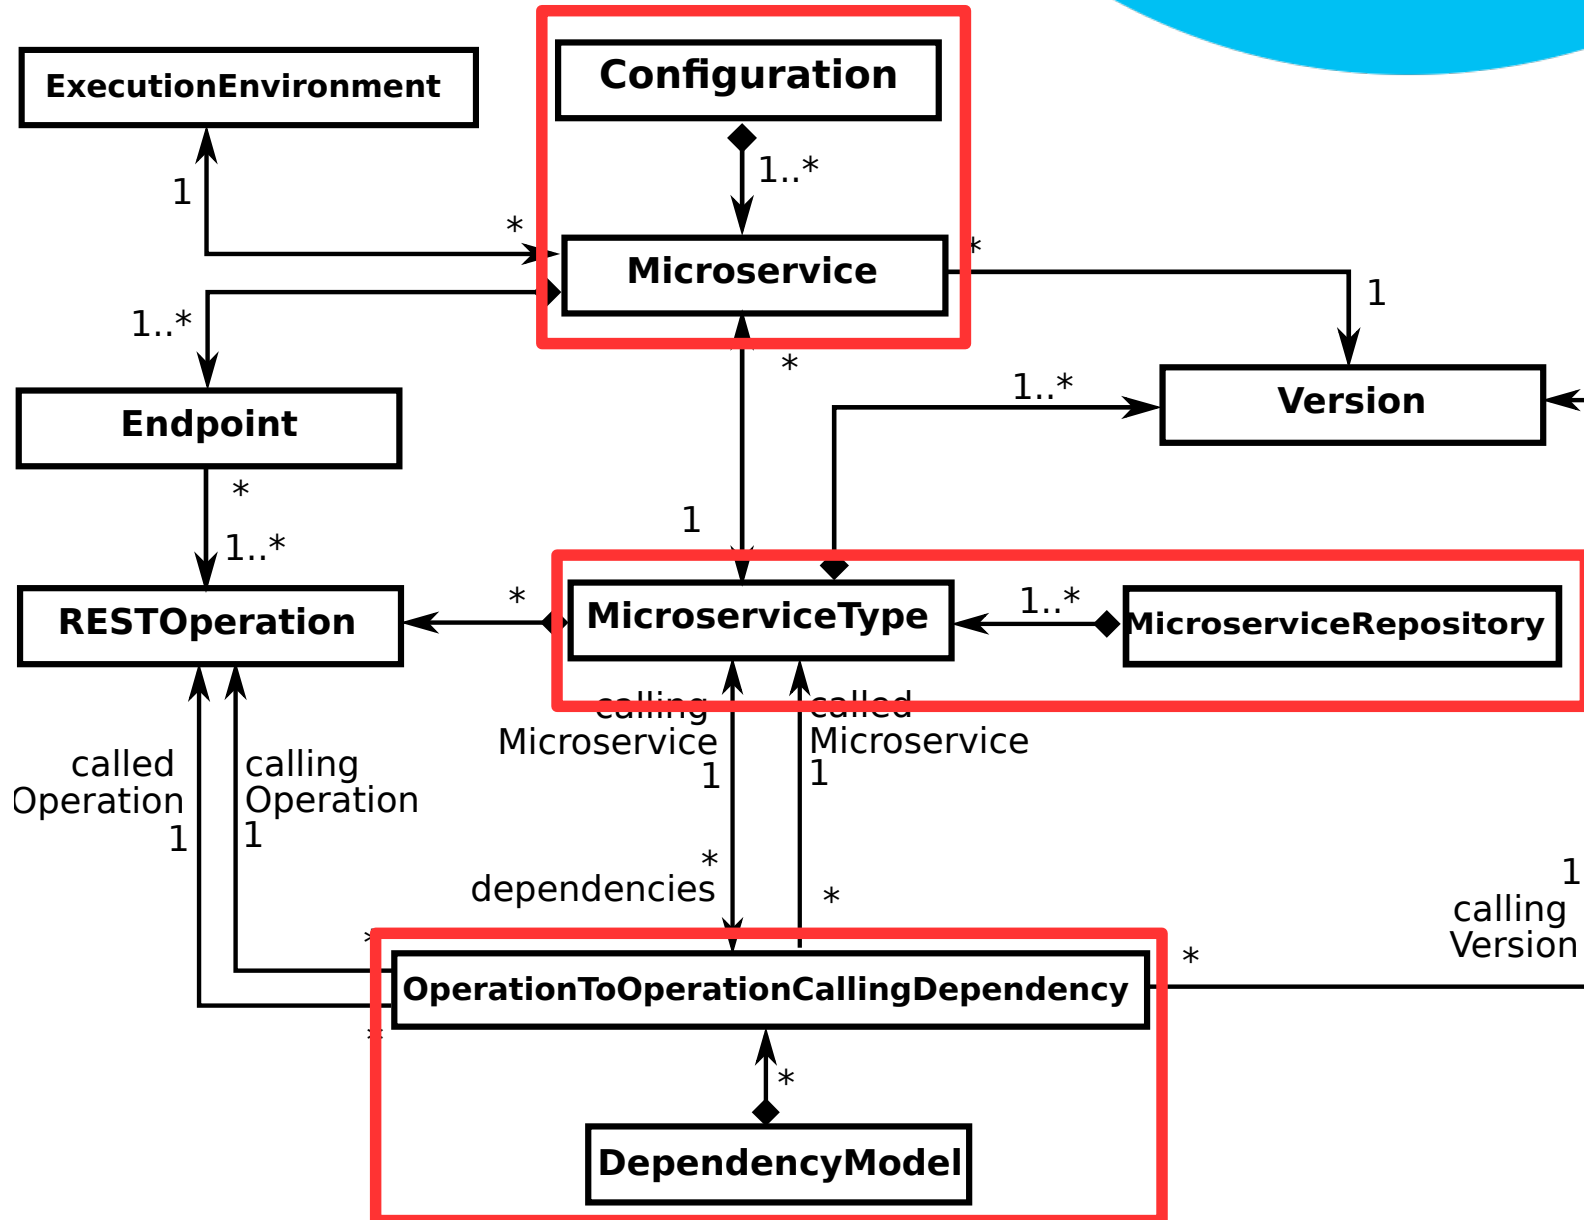 ExecutionEnvironment
Configuration
1
1..*
*
*
Microservice
1
1..*
*
1..*
Endpoint
Version
*
1
1..*
*
1..*
RESTOperation
MicroserviceType
MicroserviceRepository
calling
Microservice
1
called
Microservice
1
called
Operation
1
calling
Operation
1
*
dependencies
*
1
calling
Version
*
*
OperationToOperationCallingDependency
*
*
DependencyModel